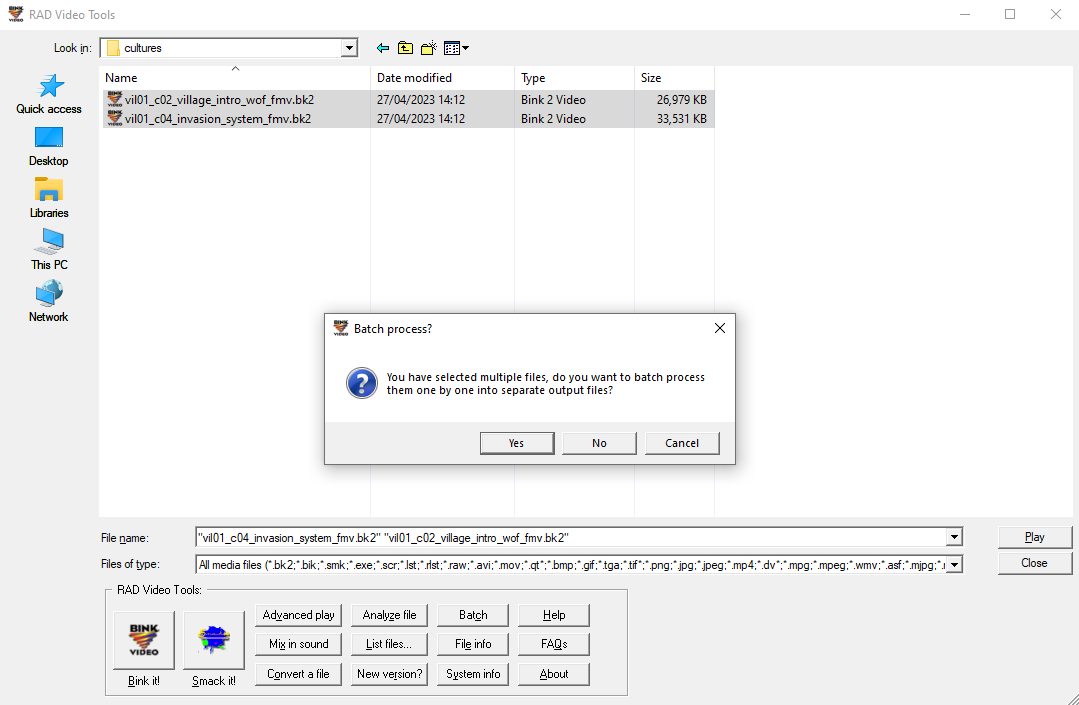 RAD Video Tools
Look in: cultures
Name Date modified Type Size
vil01_c02_village_intro_wof_fmv.bk2 27/04/2023 14:12 Bink 2 Video 26,979 KB
vil01_c04_invasion_system_fmv.bk2 27/04/2023 14:12 Bink 2 Video 33,531 KB
Quick access
Desktop
Libraries
This PC
Network
Batch process?
You have selected multiple files, do you want to batch process
them one by one into separate output files?
Yes No Cancel
File name: "vil01_c04_invasion_system_fmv.bk2" "vil01_c02_village_intro_wof_fmv.bk2" Play
Files of type: All media files (*.bk2;*.bik;*.smk;*.exe;*.scr;*.lst;*.rlst;*.raw;*.avi;*.mov;*.qt*;*.bmp;*.gif;*.tga;*.tif*;*.png;*.jpg;*.jpeg;*.mp4;*.dv*;*.mpg;*.mpeg;*.wmv;*.asf;*.mjpg;*. Close
RAD Video Tools:
BINK VIDEO
Bink it! Smack it!
Advanced play Analyze file Batch Help
Mix in sound List files... File info FAQs
Convert a file New version? System info About